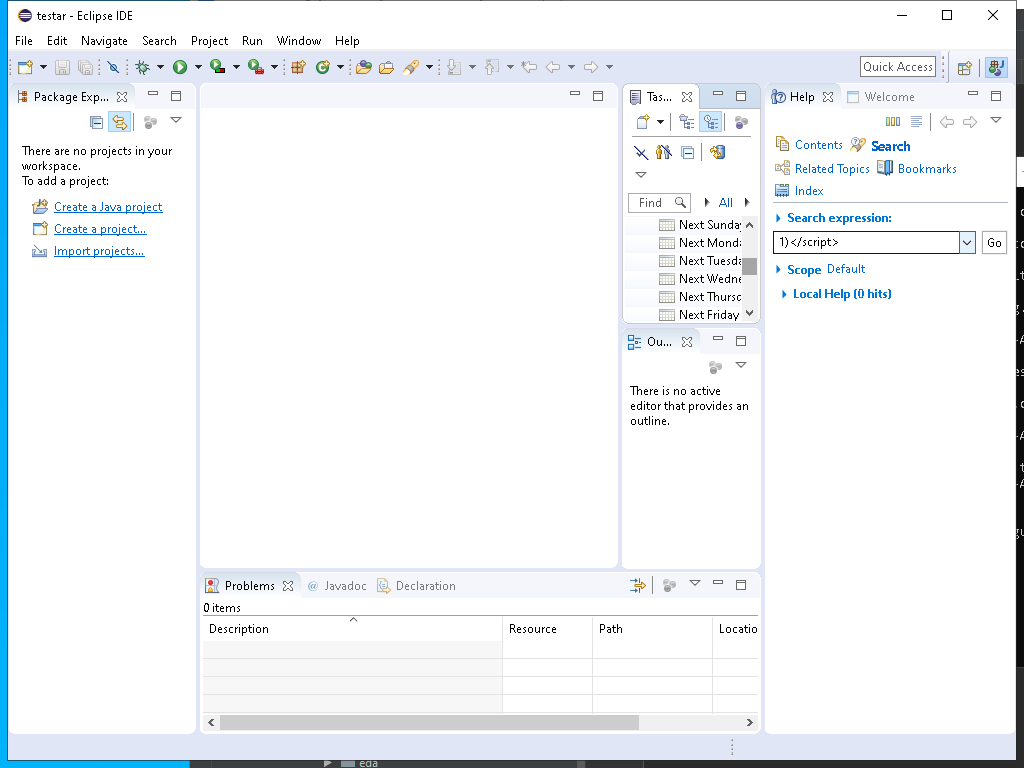 testar - Eclipse IDE
File Edit Navigate Search Project Run Window Help
Quick Access
Package Exp...
There are no projects in your
workspace.
To add a project:
Create a Java project
Create a project...
Import projects...
Tas...
Find
All
Next Sunday
Next Monda
Next Tuesda
Next Wedne
Next Thursd
Next Friday
Ou...
There is no active
editor that provides an
outline.
Help Welcome
Contents Search
Related Topics Bookmarks
Index
Search expression:
1)</script>
Go
Scope Default
Local Help (0 hits)
Problems @ Javadoc Declaration
0 items
Description Resource Path Locatio
eda